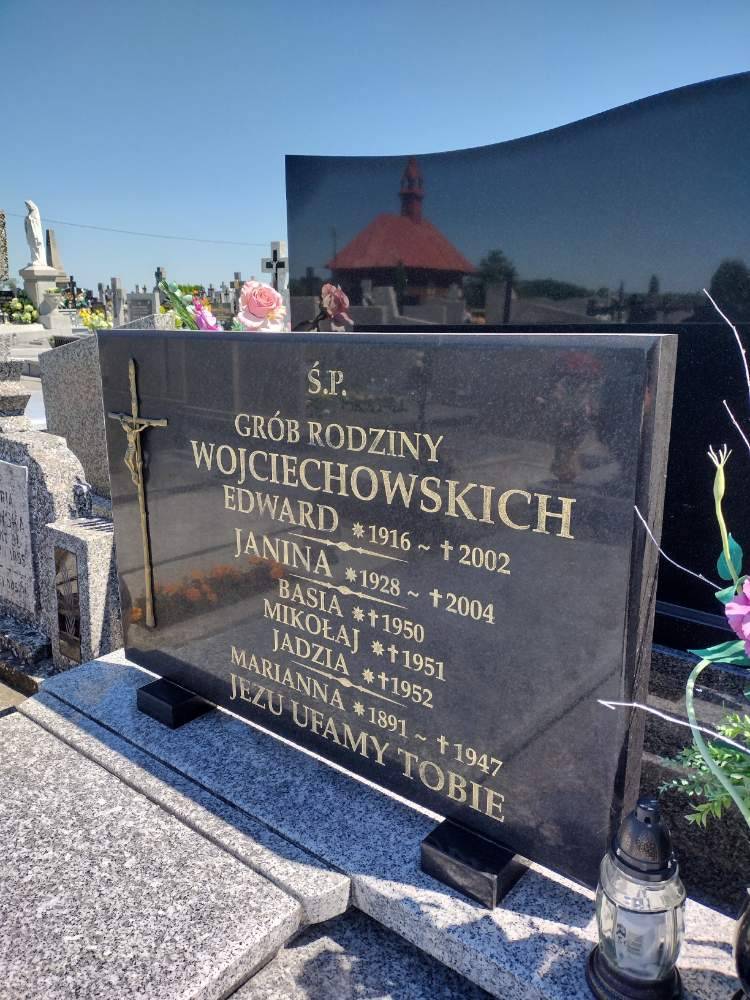 Ś.P.
GRÓB RODZINY
WOJCIECHOWSKICH
EDWARD *1916 ~ †2002
JANINA *1928 ~ †2004
BASIA *†1950
MIKOŁAJ *†1951
JADZIA *†1952
MARIANNA *1891 ~ †1947
JEZU UFAMY TOBIE